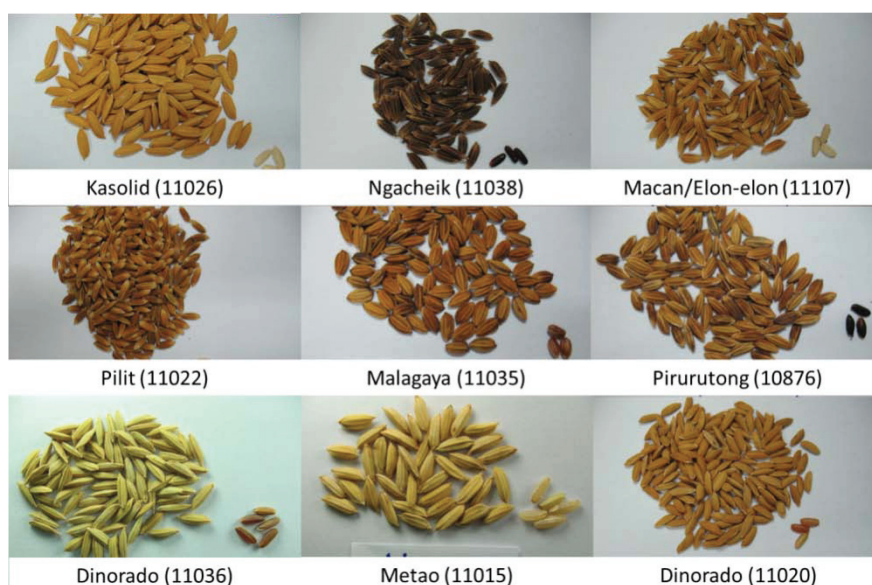 Kasolid (11026)
Ngacheik (11038)
Macan/Elon-elon (11107)
Pilit (11022)
Malagaya (11035)
Pirurutong (10876)
Dinorado (11036)
Metao (11015)
Dinorado (11020)